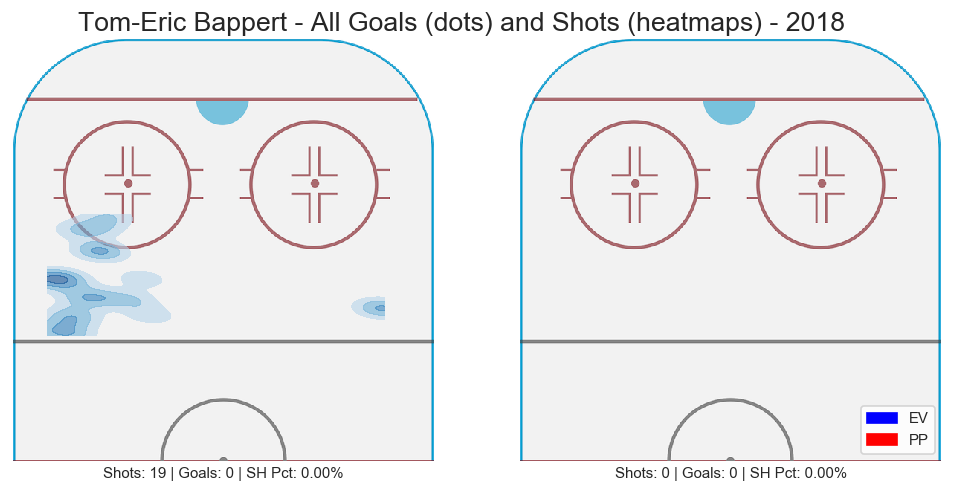 Tom-Eric Bappert - All Goals (dots) and Shots (heatmaps) - 2018
EV
PP
Shots: 19 | Goals: 0 | SH Pct: 0.00%
Shots: 0 | Goals: 0 | SH Pct: 0.00%